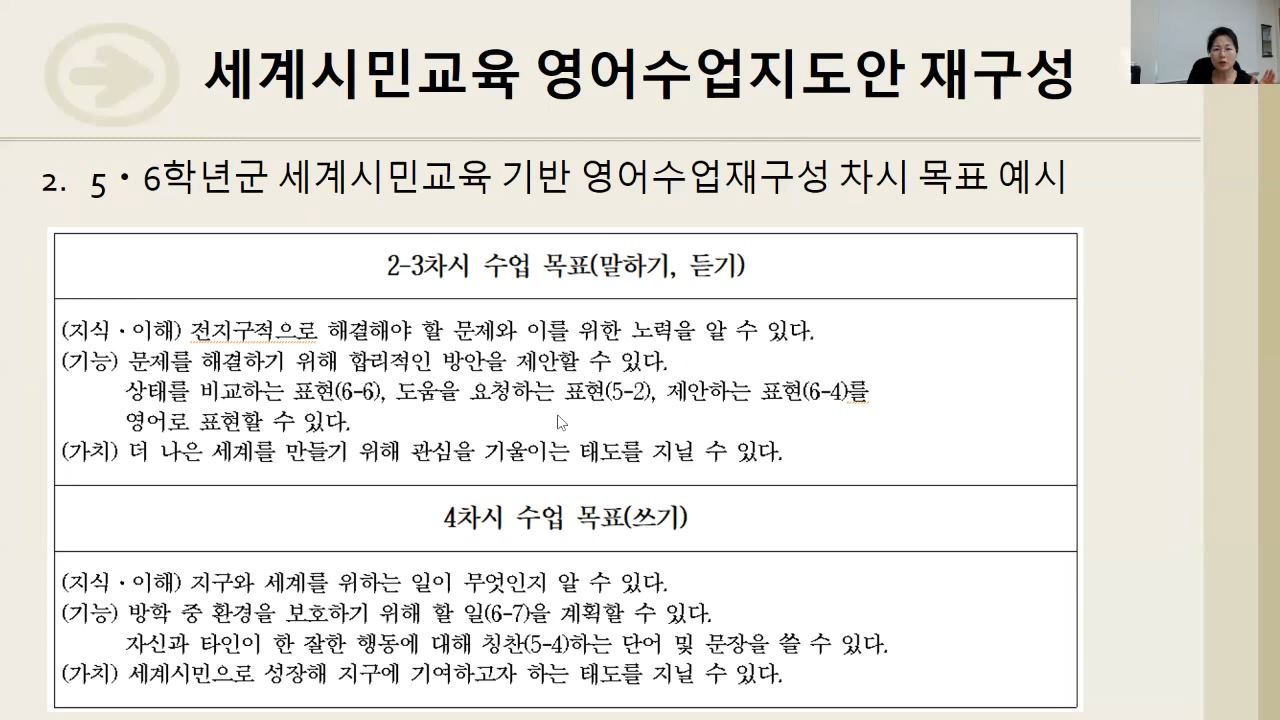 세계시민교육 영어수업지도안 재구성
2. 5・6학년군 세계시민교육 기반 영어수업재구성 차시 목표 예시
2-3차시 수업 목표(말하기, 듣기)
(지식・이해) 전지구적으로 해결해야 할 문제와 이를 위한 노력을 알 수 있다.
(기능) 문제를 해결하기 위해 합리적인 방안을 제안할 수 있다.
상태를 비교하는 표현(6-6), 도움을 요청하는 표현(5-2), 제안하는 표현(6-4)를
영어로 표현할 수 있다.
(가치) 더 나은 세계를 만들기 위해 관심을 기울이는 태도를 지닐 수 있다.
4차시 수업 목표(쓰기)
(지식・이해) 지구와 세계를 위하는 일이 무엇인지 알 수 있다.
(기능) 방학 중 환경을 보호하기 위해 할 일(6-7)을 계획할 수 있다.
자신과 타인이 한 잘한 행동에 대해 칭찬(5-4)하는 단어 및 문장을 쓸 수 있다.
(가치) 세계시민으로 성장해 지구에 기여하고자 하는 태도를 지닐 수 있다.